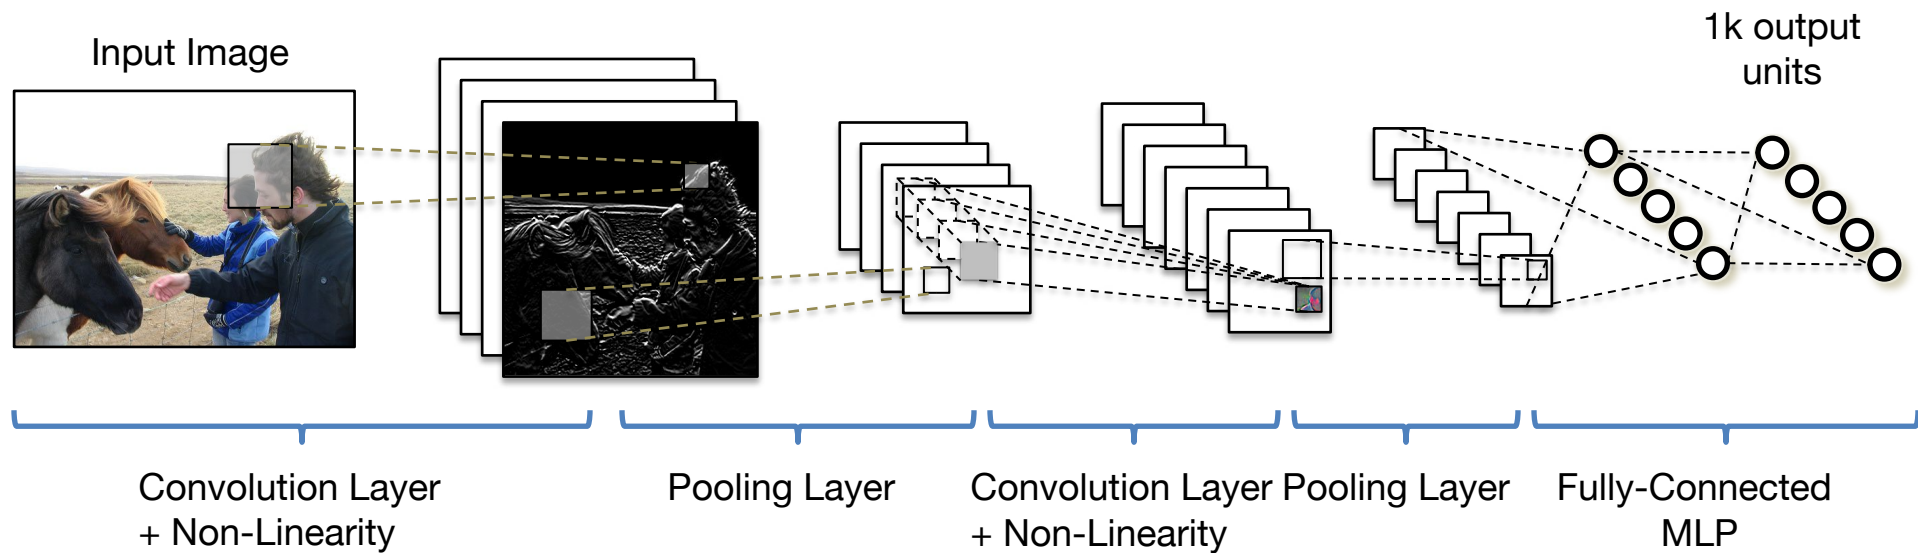 Input Image
1k output
units
Convolution Layer
+ Non-Linearity
Pooling Layer
Convolution Layer
+ Non-Linearity
Pooling Layer
Fully-Connected
MLP